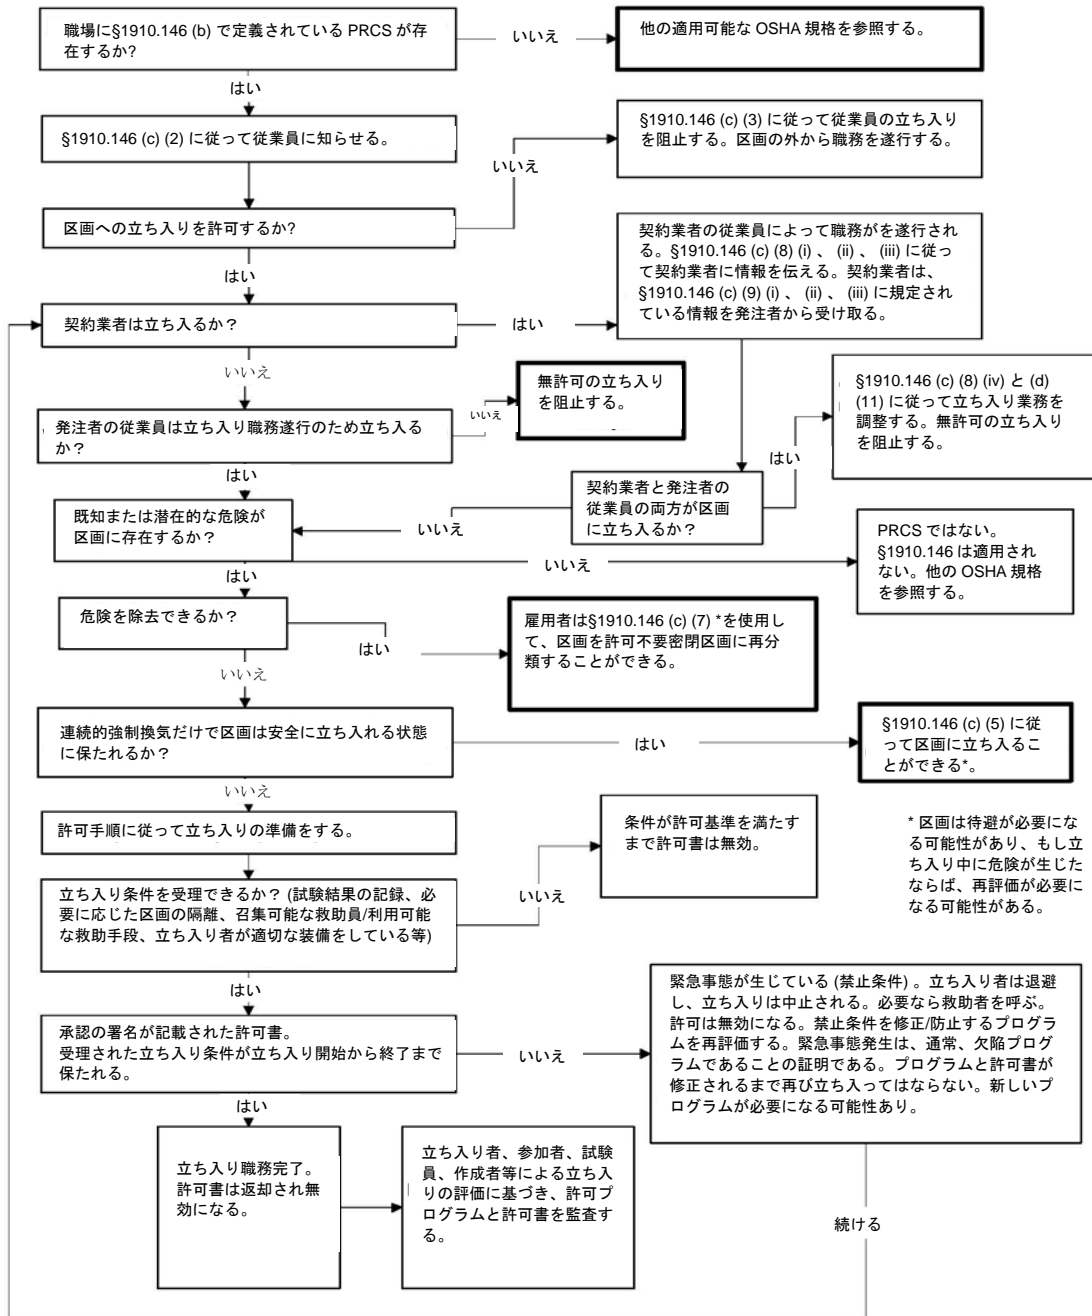 職場に§1910.146 (b) で定義されている PRCS が存
在するか?
いいえ
他の適用可能な OSHA 規格を参照する。
はい
§1910.146 (c) (2) に従って従業員に知らせる。
§1910.146 (c) (3) に従って従業員の立ち入り
を阻止する。区画の外から職務を遂行する。
いいえ
区画への立ち入りを許可するか?
はい
契約業者の従業員によって職務がを遂行され
る。§1910.146 (c) (8) (i) 、 (ii) 、 (iii) に従っ
て契約業者に情報を伝える。契約業者は、
§1910.146 (c) (9) (i) 、 (ii) 、 (iii) に規定され
ている情報を発注者から受け取る。
契約業者は立ち入るか?
はい
いいえ
無許可の立ち入り
を阻止する。
§1910.146 (c) (8) (iv) と (d)
(11) に従って立ち入り業務を
調整する。無許可の立ち入り
を阻止する。
発注者の従業員は立ち入り職務遂行のため立ち入る
か?
いいえ
はい
はい
契約業者と発注者の
従業員の両方が区画
に立ち入るか?
いいえ
既知または潜在的な危険が
区画に存在するか?
いいえ
PRCS ではない。
§1910.146 は適用され
ない。他の OSHA 規格
を参照する。
はい
危険を除去できるか?
はい
雇用者は§1910.146 (c) (7) *を使用し
て、区画を許可不要密閉区画に再分
類することができる。
いいえ
連続的強制換気だけで区画は安全に立ち入れる状態
に保たれるか?
はい
§1910.146 (c) (5) に従
って区画に立ち入るこ
とができる*。
いいえ
許可手順に従って立ち入りの準備をする。
条件が許可基準を満たす
まで許可書は無効。
* 区画は待避が必要にな
る可能性があり、もし立
ち入り中に危険が生じた
ならば、再評価が必要に
なる可能性がある。
立ち入り条件を受理できるか? (試験結果の記録、必
要に応じた区画の隔離、召集可能な救助員/利用可能
な救助手段、立ち入り者が適切な装備をしている等)
いいえ
はい
承認の署名が記載された許可書。
受理された立ち入り条件が立ち入り開始から終了まで
保たれる。
いいえ
緊急事態が生じている (禁止条件) 。立ち入り者は退避
し、立ち入りは中止される。必要なら救助者を呼ぶ。
許可は無効になる。禁止条件を修正/防止するプログラ
ムを再評価する。緊急事態発生は、通常、欠陥プログ
ラムであることの証明である。プログラムと許可書が
修正されるまで再び立ち入ってはならない。新しいプ
ログラムが必要になる可能性あり。
はい
立ち入り職務完了。
許可書は返却され無
効になる。
立ち入り者、参加者、試験
員、作成者等による立ち入
りの評価に基づき、許可プ
ログラムと許可書を監査す
る。
続ける